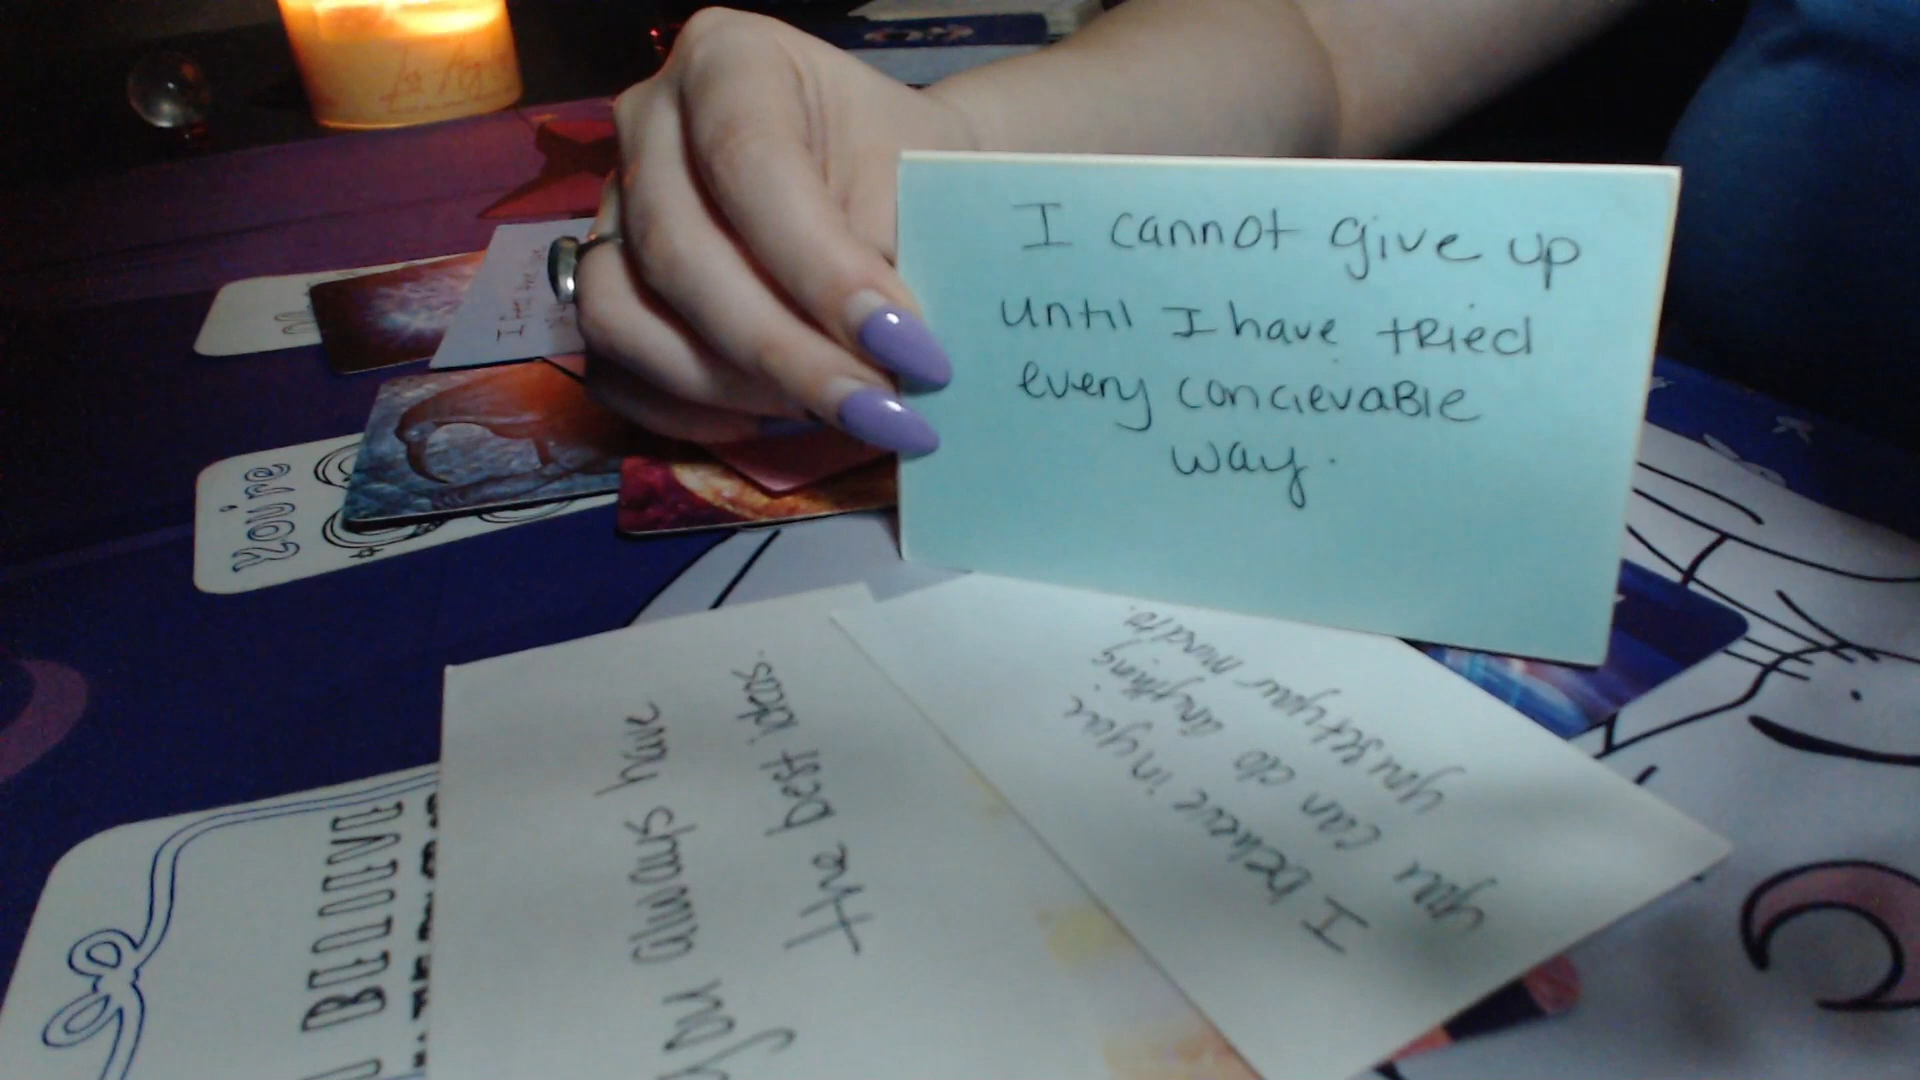 I cannot give up
until I have tried
every concievable
way.
I believe in you.
you can do anything
you set your mind to.
You always have
the best ideas.
BELIEVE
You're